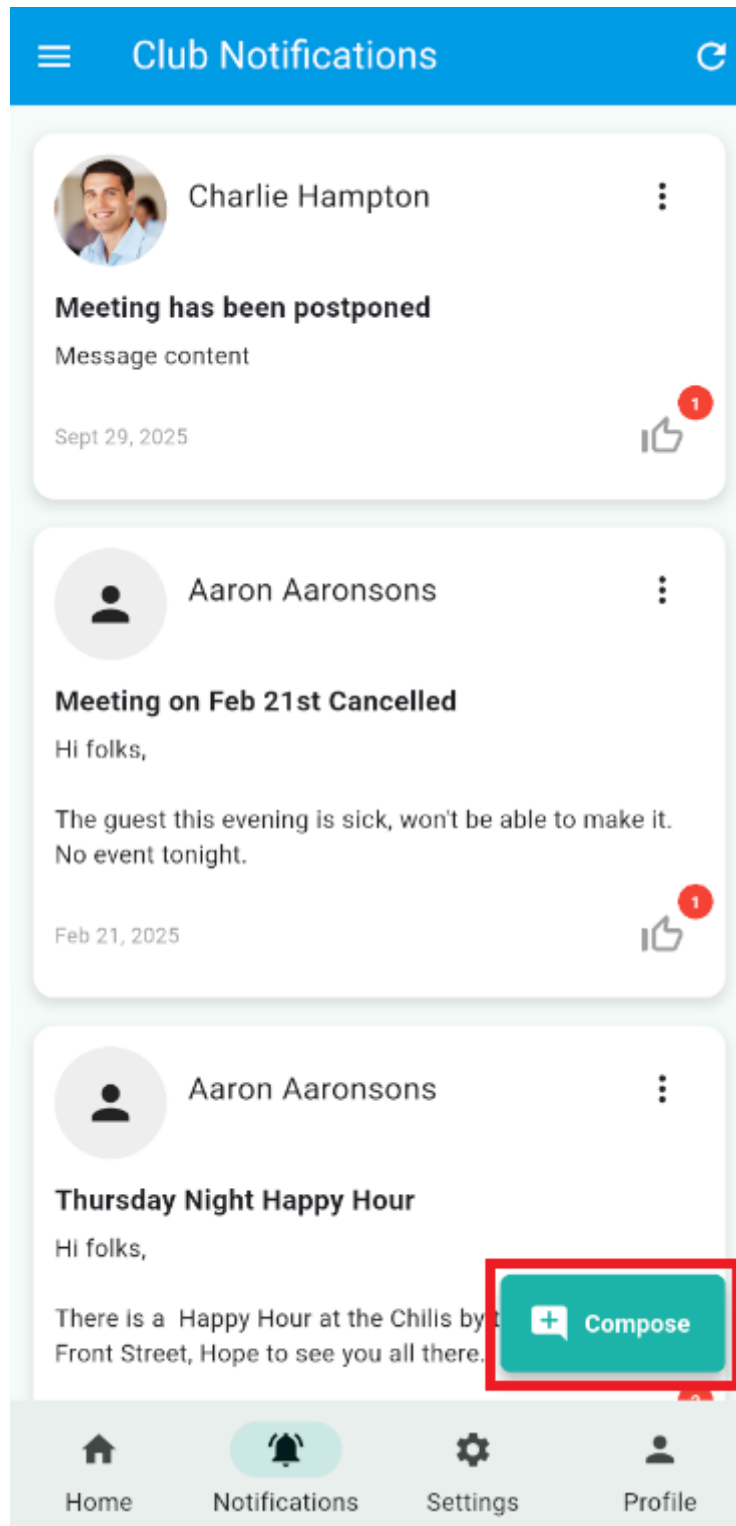 Club Notifications
Charlie Hampton
Meeting has been postponed
Message content
1
Sept 29, 2025
Aaron Aaronsons
Meeting on Feb 21st Cancelled
Hi folks,
The guest this evening is sick, won't be able to make it.
No event tonight.
1
Feb 21, 2025
Aaron Aaronsons
Thursday Night Happy Hour
Hi folks,
There is a  Happy Hour at the Chilis by
Front Street, Hope to see you all there.
Compose
Home
Notifications
Settings
Profile